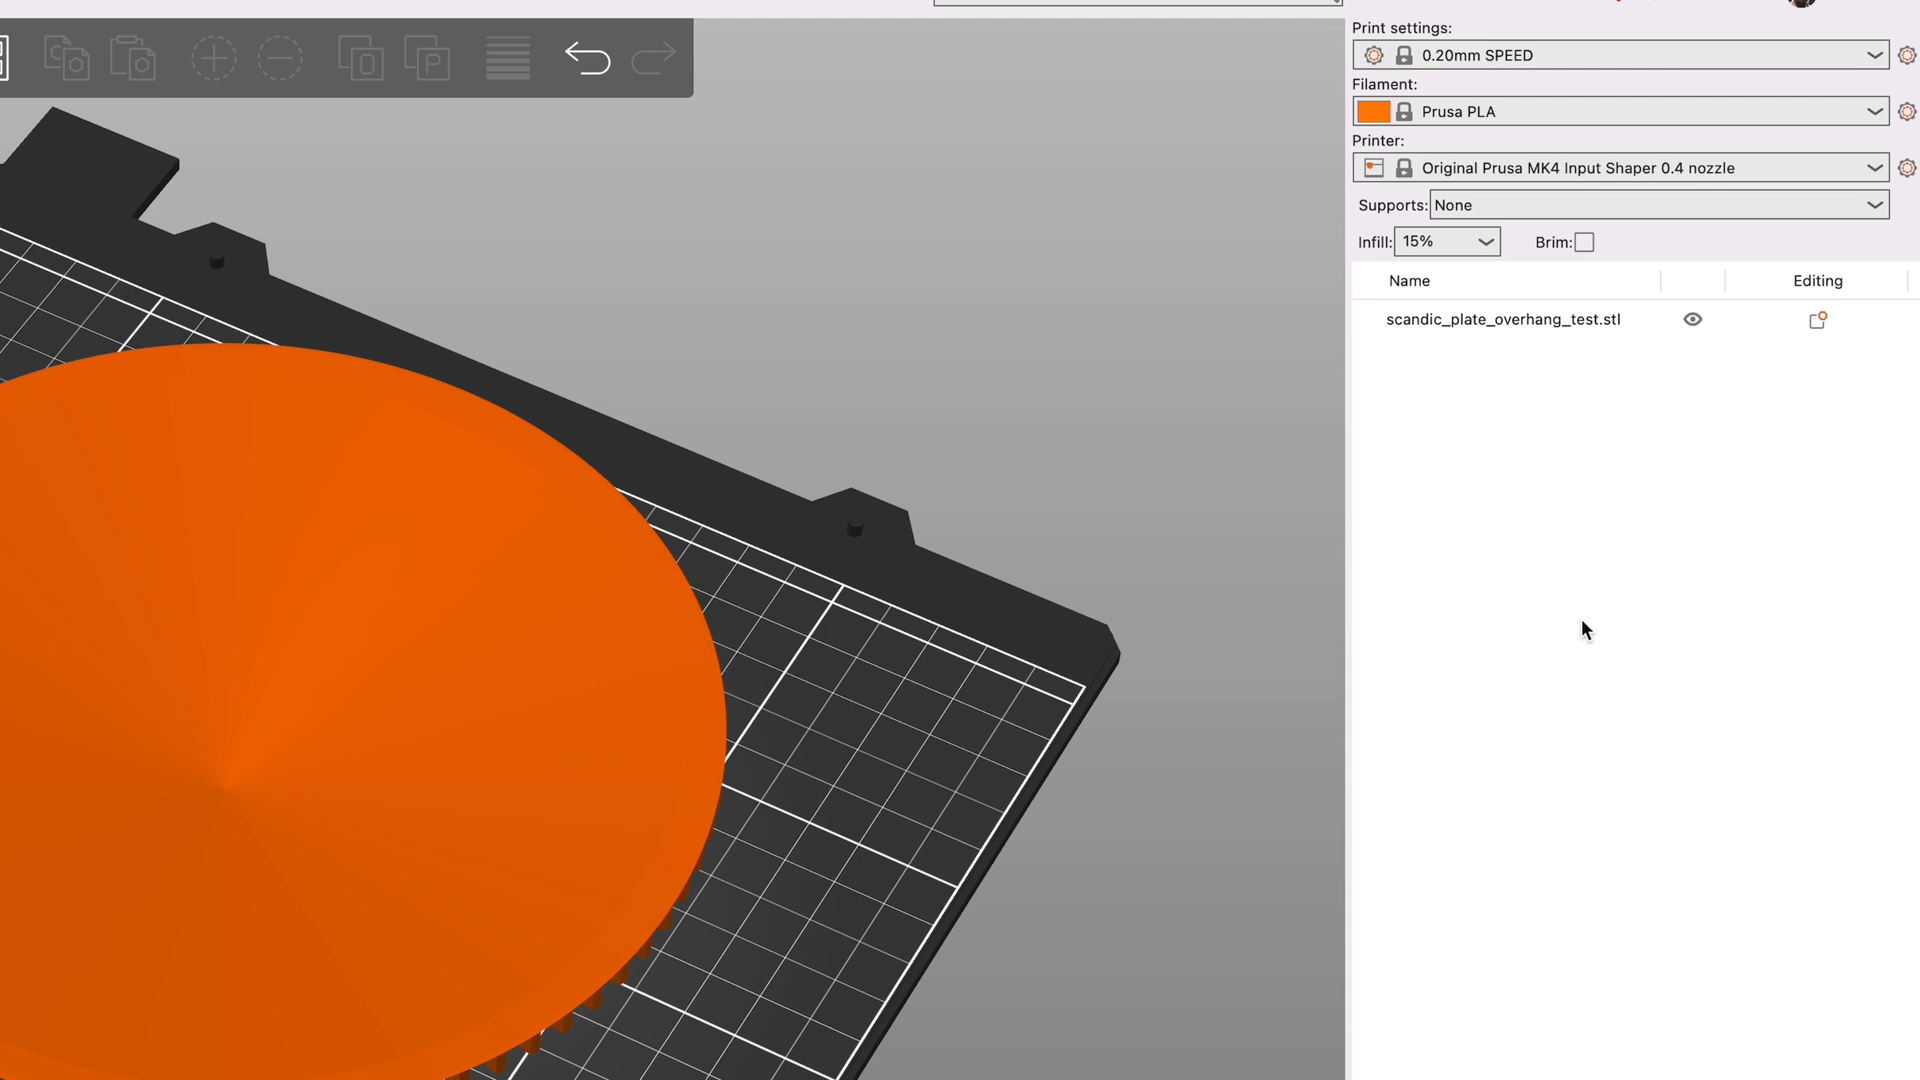 Print settings:
0.20mm SPEED
Filament:
Prusa PLA
Printer:
Original Prusa MK4 Input Shaper 0.4 nozzle
Supports: None
Infill: 15% Brim:
Name Editing
scandic_plate_overhang_test.stl